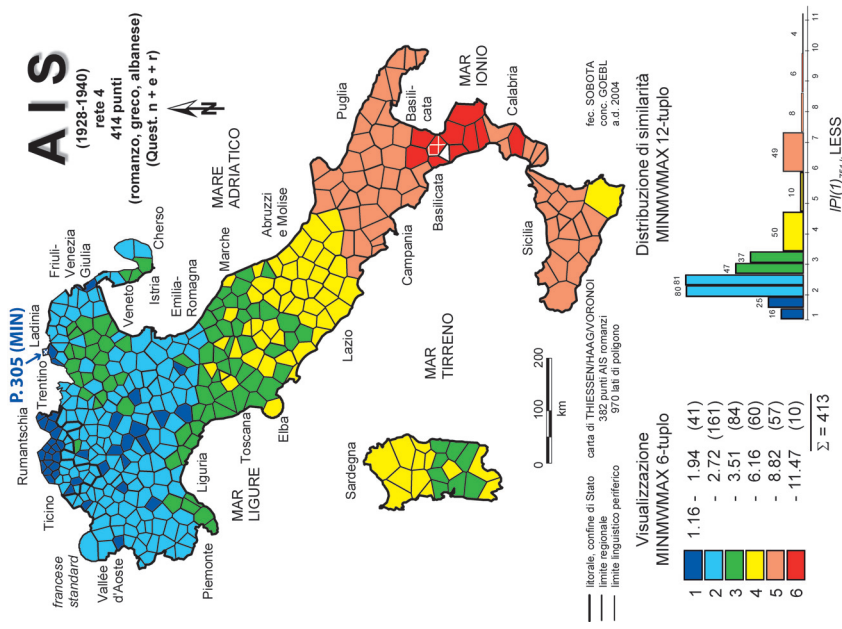 AIS
(1928-1940)
rete 4
414 punti
(romanzo, greco, albanese)
(Quest. n + e + r)
N
P.305 (MIN)
Rumantschia
Trentino
Ladinia
Friuli-
Venezia
Giulia
Ticino
francese
standard
Vallée
d'Aoste
Piemonte
Liguria
MAR
LIGURE
Toscana
Elba
Veneto
Istria
Cherso
Emilia-
Romagna
Marche
MARE
ADRIATICO
Abruzzi
e Molise
Lazio
Campania
Puglia
Basili-
cata
Basilicata
MAR
IONIO
Calabria
Sicilia
MAR
TIRRENO
Sardegna
0 100 200
km
litorale, confine di Stato
limite regionale
limite linguistico periferico
carta di THIESSEN/HAAG/VORONOI
382 punti AIS romanzi
970 lati di poligono
fec. SOBOTA
conc. GOEBL
a.d. 2004
Visualizzazione
MINMWMAX 6-tuplo
1 1.16 - 1.94 (41)
2 - 2.72 (161)
3 - 3.51 (84)
4 - 6.16 (60)
5 - 8.82 (57)
6 - 11.47 (10)
Σ = 413
Distribuzione di similarità
MINMWMAX 12-tuplo
16 25 80 81 47 37 50 10 49 8 6 4
1 2 3 4 5 6 7 8 9 10 11